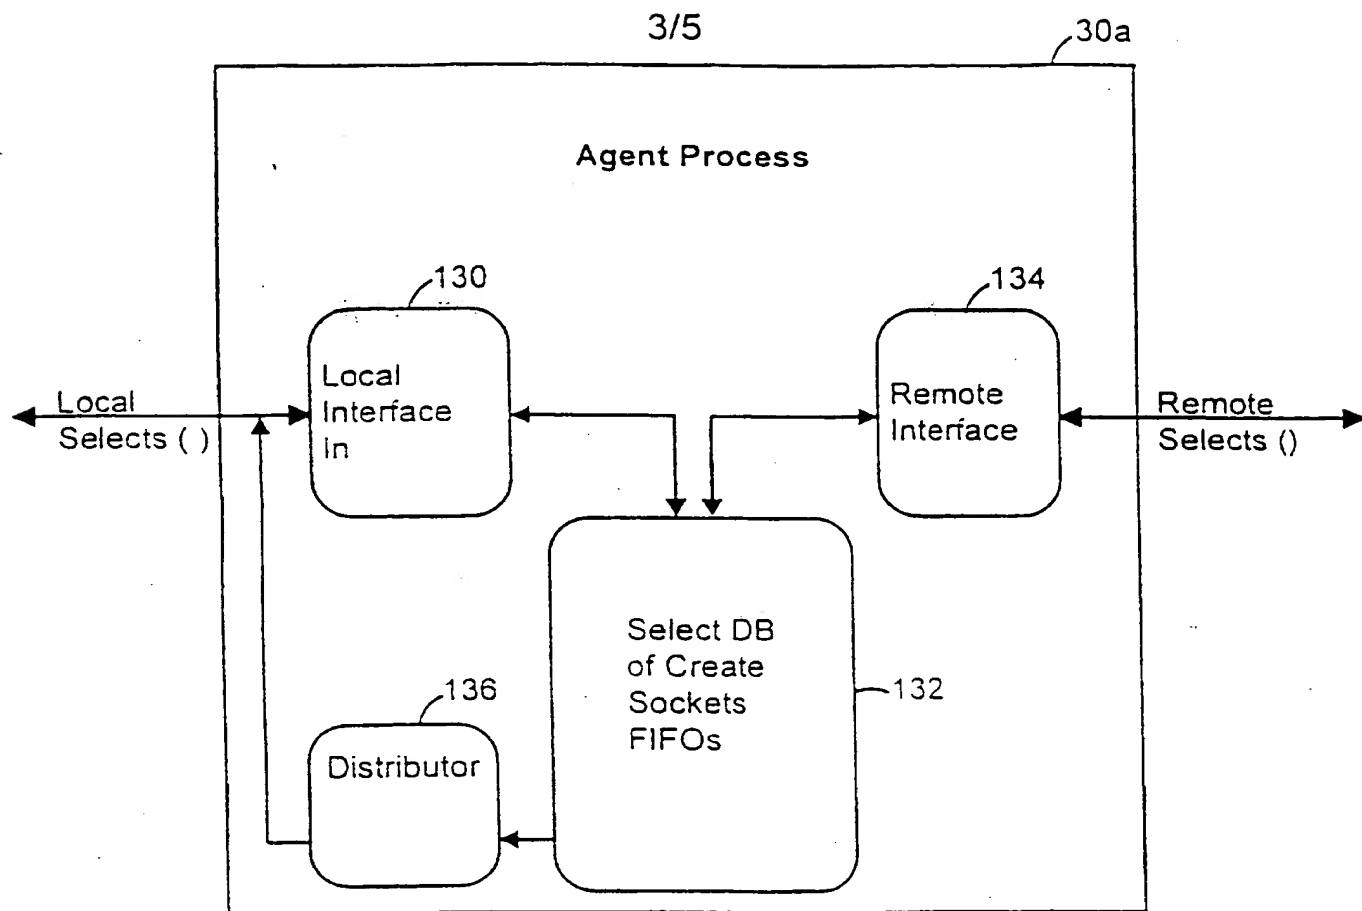 3/5
30a
Agent Process
130
134
Local
Interface
In
Remote
Interface
Local
Selects ( )
Remote
Selects ()
Select DB
of Create
Sockets
FIFOs
132
136
Distributor